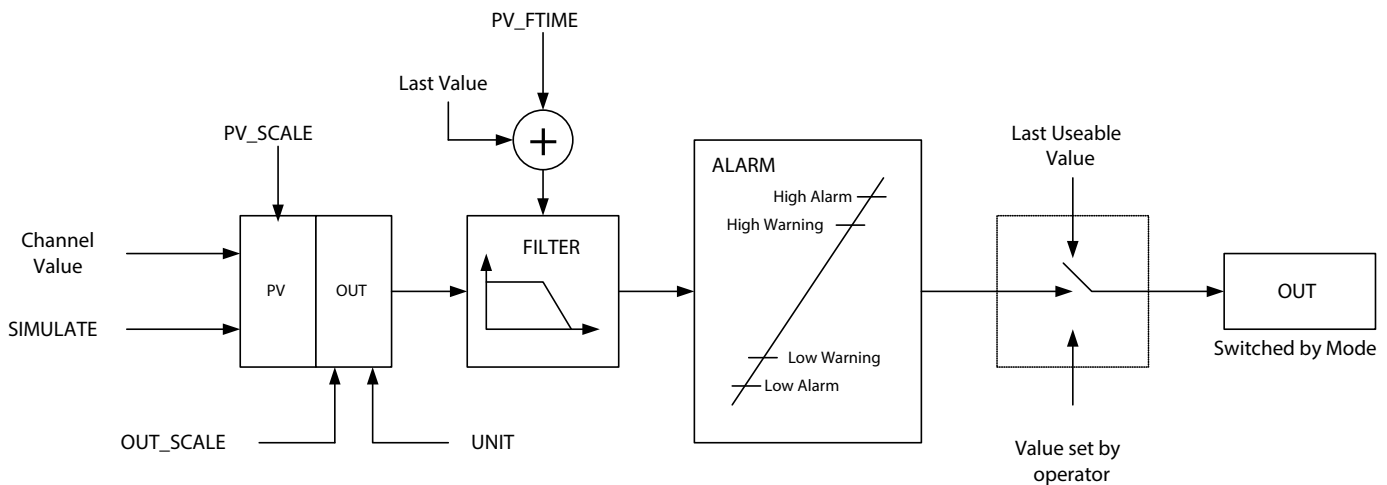 PV_FTIME
Last Value
PV_SCALE
+
Channel
Value
SIMULATE
PV
OUT
OUT_SCALE
UNIT
FILTER
ALARM
High Alarm
High Warning
Low Warning
Low Alarm
Last Useable
Value
Value set by
operator
OUT
Switched by Mode